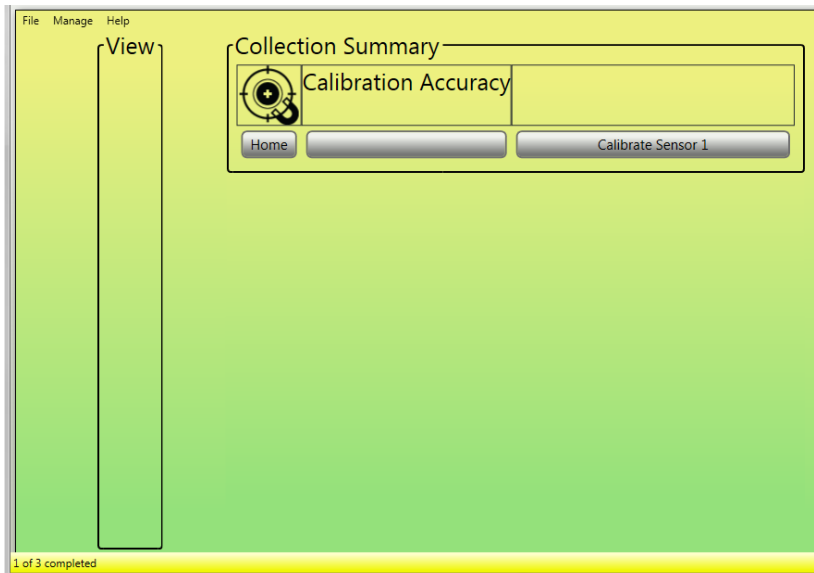 File Manage Help
View
Collection Summary
Calibration Accuracy
Home
Calibrate Sensor 1
1 of 3 completed